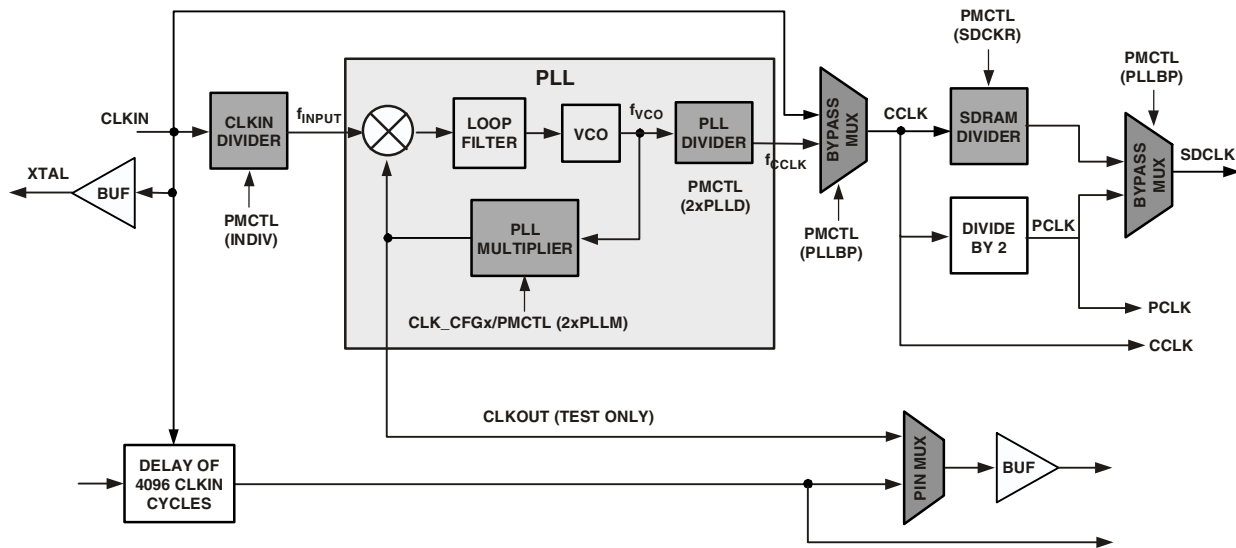 PMCTL
(SDCKR)
PMCTL
(PLLBP)
PLL
CLKIN
CLKIN
DIVIDER
fINPUT
LOOP
FILTER
VCO
fVCO
PLL
DIVIDER
fCCLK
BYPASS
MUX
CCLK
SDRAM
DIVIDER
BYPASS
MUX
SDCLK
XTAL
BUF
PMCTL
(INDIV)
PMCTL
(2xPLLD)
PLL
MULTIPLIER
PMCTL
(PLLBP)
DIVIDE
BY 2
PCLK
CLK_CFGx/PMCTL (2xPLLM)
PCLK
CCLK
CLKOUT (TEST ONLY)
DELAY OF
4096 CLKIN
CYCLES
PIN MUX
BUF